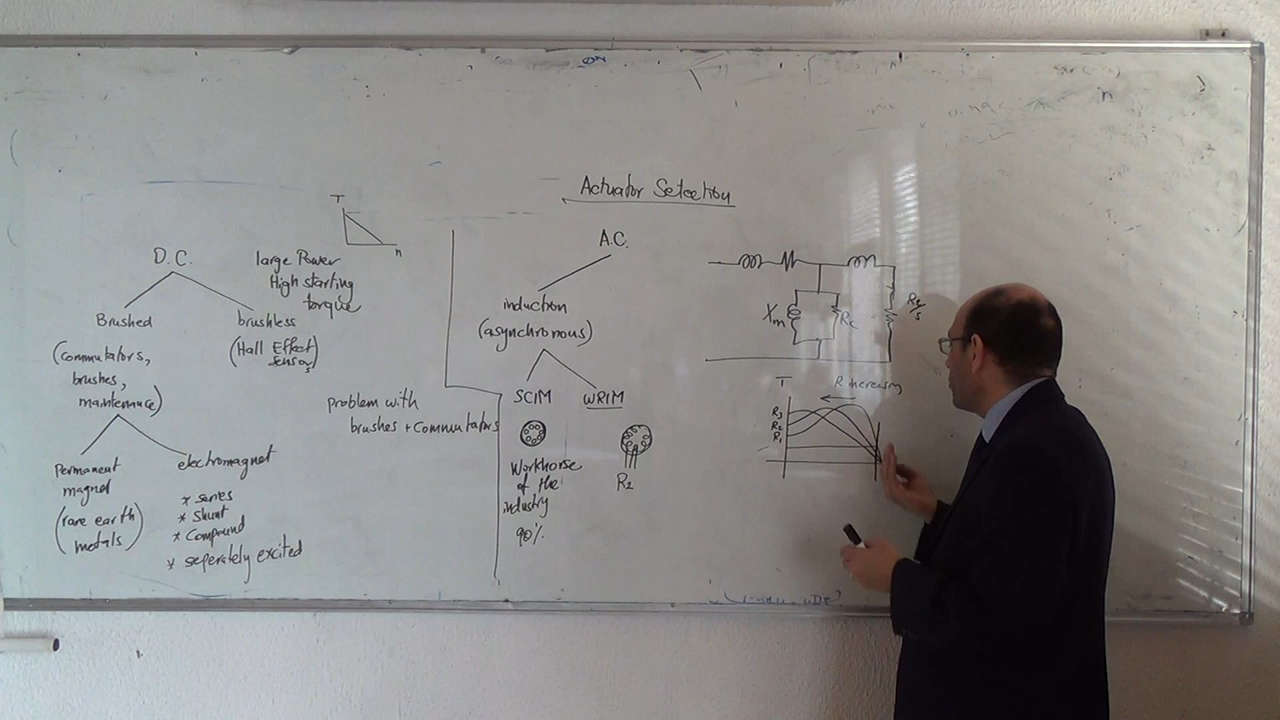 Actuator Selection
T
n
D.C.
large Power
High starting
torque
Brushed
brushless
(commutators,
brushes,
maintenance)
(Hall Effect
sensors)
Permanent
magnet
(rare earth
metals)
electromagnet
* series
* shunt
* Compound
* seperately excited
problem with
brushes + Commutators
A.C.
induction
(asynchronous)
SCIM
WRIM
Workhorse
of the
industry
90%
R2
Xm
Rc
R2/s
T
R increasing
R3
R2
R1